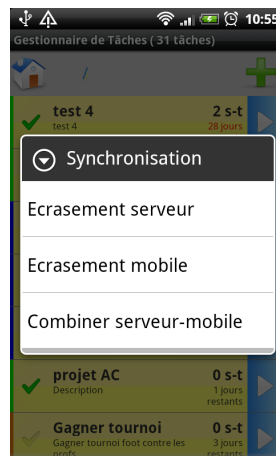 10:55
Gestionnaire de Tâches ( 31 tâches)
/
test 4 2 s-t
test 4 28 jours
Synchronisation
Ecrasement serveur
Ecrasement mobile
Combiner serveur-mobile
projet AC 0 s-t
Description 1 jours
restants
Gagner tournoi 0 s-t
Gagner tournoi foot contre les 3 jours
profs restants